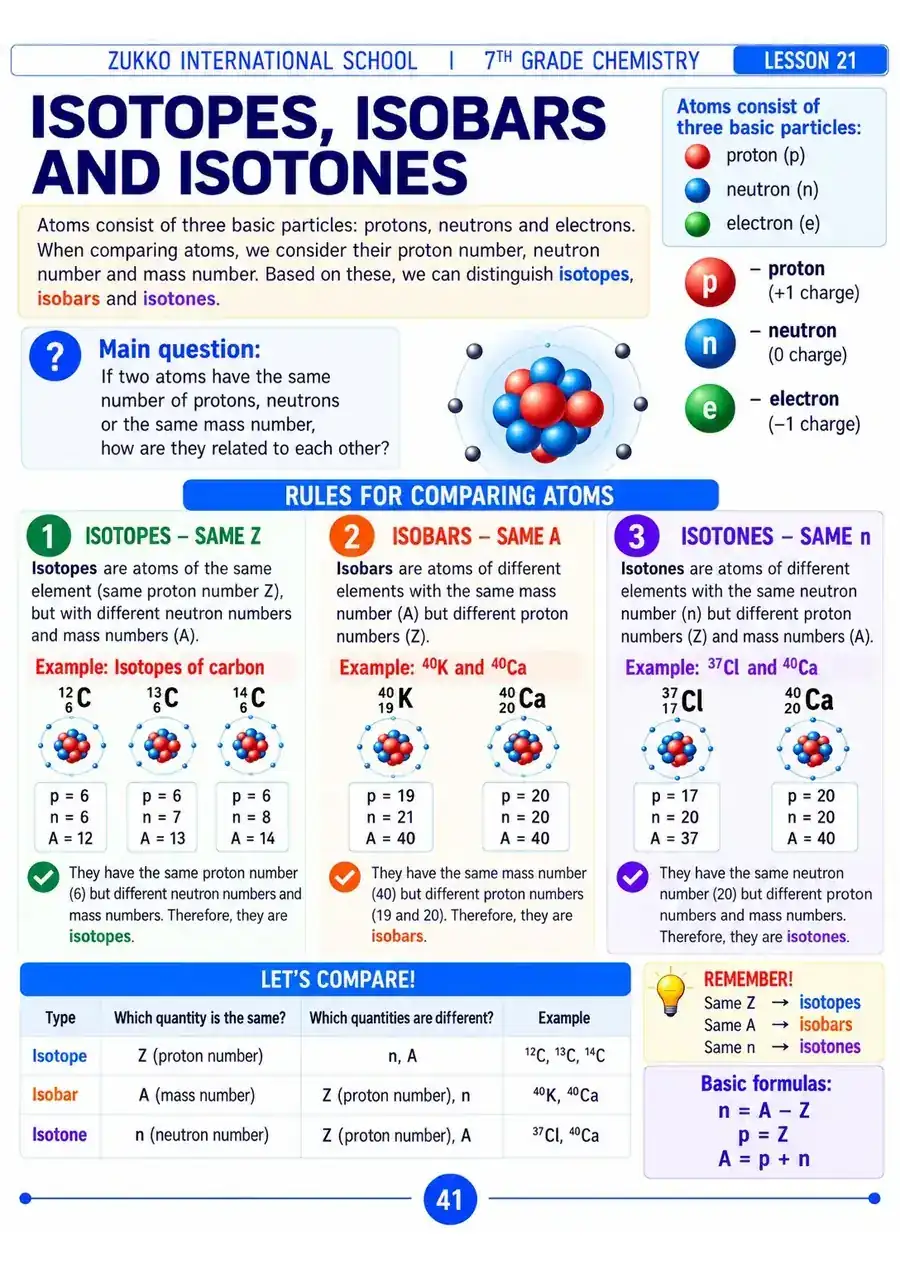 ZUKKO INTERNATIONAL SCHOOL | 7TH GRADE CHEMISTRY LESSON 21
ISOTOPES, ISOBARS
AND ISOTONES
Atoms consist of three basic particles: protons, neutrons and electrons.
When comparing atoms, we consider their proton number, neutron
number and mass number. Based on these, we can distinguish isotopes,
isobars and isotones.
Atoms consist of
three basic particles:
proton (p)
neutron (n)
electron (e)
p – proton
(+1 charge)
n – neutron
(0 charge)
e – electron
(–1 charge)
? Main question:
If two atoms have the same
number of protons, neutrons
or the same mass number,
how are they related to each other?
RULES FOR COMPARING ATOMS
1 ISOTOPES – SAME Z
Isotopes are atoms of the same
element (same proton number Z),
but with different neutron numbers
and mass numbers (A).
Example: Isotopes of carbon
¹²₆C ¹³₆C ¹⁴₆C
p = 6 p = 6 p = 6
n = 6 n = 7 n = 8
A = 12 A = 13 A = 14
They have the same proton number
(6) but different neutron numbers and
mass numbers. Therefore, they are
isotopes.
2 ISOBARS – SAME A
Isobars are atoms of different
elements with the same mass
number (A) but different proton
numbers (Z).
Example: ⁴⁰K and ⁴⁰Ca
⁴⁰₁₉K ⁴⁰₂₀Ca
p = 19 p = 20
n = 21 n = 20
A = 40 A = 40
They have the same mass number
(40) but different proton numbers
(19 and 20). Therefore, they are
isobars.
3 ISOTONES – SAME n
Isotones are atoms of different
elements with the same neutron
number (n) but different proton
numbers (Z) and mass numbers (A).
Example: ³⁷Cl and ⁴⁰Ca
³⁷₁₇Cl ⁴⁰₂₀Ca
p = 17 p = 20
n = 20 n = 20
A = 37 A = 40
They have the same neutron
number (20) but different proton
numbers and mass numbers.
Therefore, they are isotones.
LET'S COMPARE!
Type Which quantity is the same? Which quantities are different? Example
Isotope Z (proton number) n, A ¹²C, ¹³C, ¹⁴C
Isobar A (mass number) Z (proton number), n ⁴⁰K, ⁴⁰Ca
Isotone n (neutron number) Z (proton number), A ³⁷Cl, ⁴⁰Ca
REMEMBER!
Same Z → isotopes
Same A → isobars
Same n → isotones
Basic formulas:
n = A – Z
p = Z
A = p + n
41